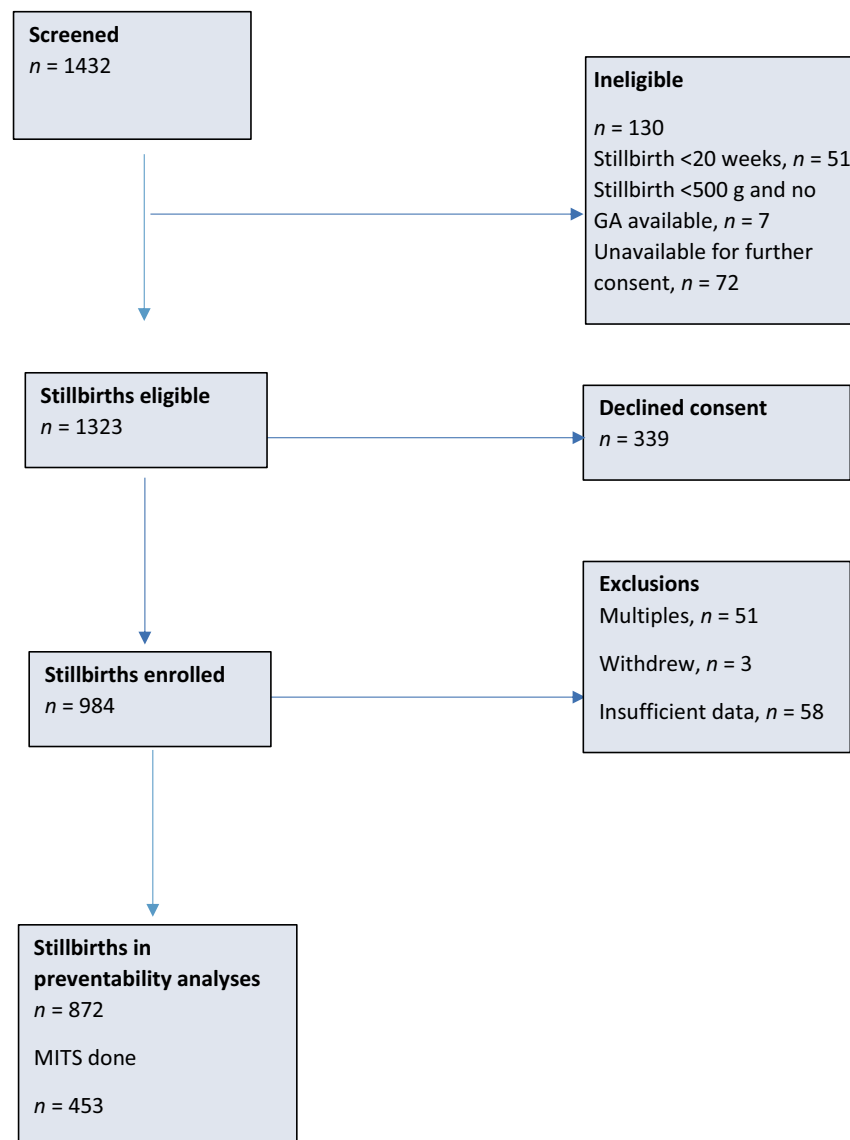 Screened
n = 1432
Ineligible
n = 130
Stillbirth <20 weeks, n = 51
Stillbirth <500 g and no
GA available, n = 7
Unavailable for further
consent, n = 72
Stillbirths eligible
n = 1323
Declined consent
n = 339
Exclusions
Multiples, n = 51
Withdrew, n = 3
Insufficient data, n = 58
Stillbirths enrolled
n = 984
Stillbirths in
preventability analyses
n = 872
MITS done
n = 453